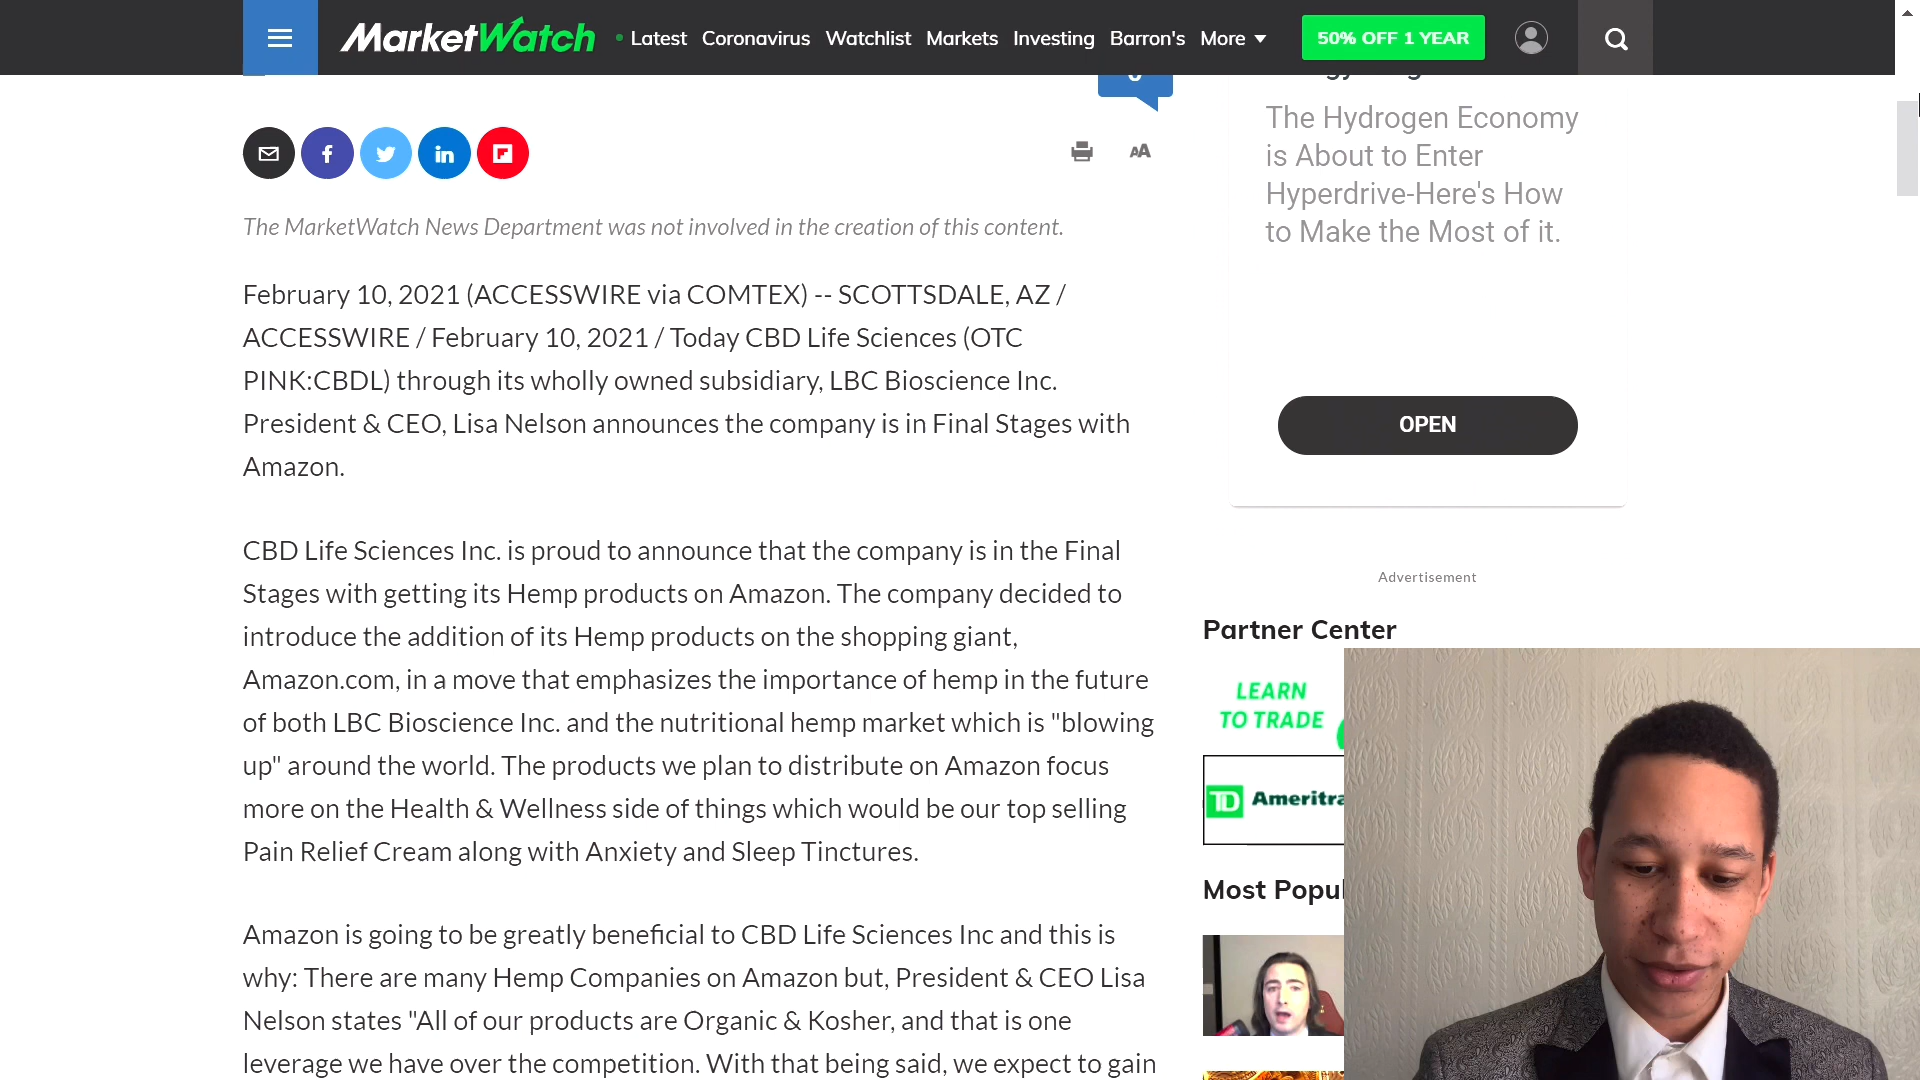 MarketWatch
Latest Coronavirus Watchlist Markets Investing Barron's More
50% OFF 1 YEAR
The Hydrogen Economy
is About to Enter
Hyperdrive-Here's How
to Make the Most of it.
OPEN
Advertisement
The MarketWatch News Department was not involved in the creation of this content.
February 10, 2021 (ACCESSWIRE via COMTEX) -- SCOTTSDALE, AZ /
ACCESSWIRE / February 10, 2021 / Today CBD Life Sciences (OTC
PINK:CBDL) through its wholly owned subsidiary, LBC Bioscience Inc.
President & CEO, Lisa Nelson announces the company is in Final Stages with
Amazon.
CBD Life Sciences Inc. is proud to announce that the company is in the Final
Stages with getting its Hemp products on Amazon. The company decided to
introduce the addition of its Hemp products on the shopping giant,
Amazon.com, in a move that emphasizes the importance of hemp in the future
of both LBC Bioscience Inc. and the nutritional hemp market which is "blowing
up" around the world. The products we plan to distribute on Amazon focus
more on the Health & Wellness side of things which would be our top selling
Pain Relief Cream along with Anxiety and Sleep Tinctures.
Amazon is going to be greatly beneficial to CBD Life Sciences Inc and this is
why: There are many Hemp Companies on Amazon but, President & CEO Lisa
Nelson states "All of our products are Organic & Kosher, and that is one
leverage we have over the competition. With that being said, we expect to gain
Partner Center
LEARN
TO TRADE
TD Ameritra
Most Popul